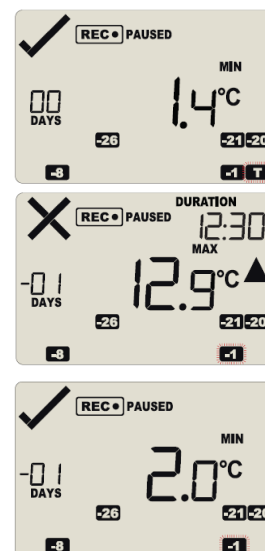 REC● PAUSED
MIN
00
DAYS
1.4°C
-26 -21 -20
-8 -1 T
DURATION
REC● PAUSED 12:30
MAX
-01
DAYS
12.9°C
-26 -21 -20
-8 -1
REC● PAUSED
MIN
-01
DAYS
2.0°C
-26 -21 -20
-8 -1